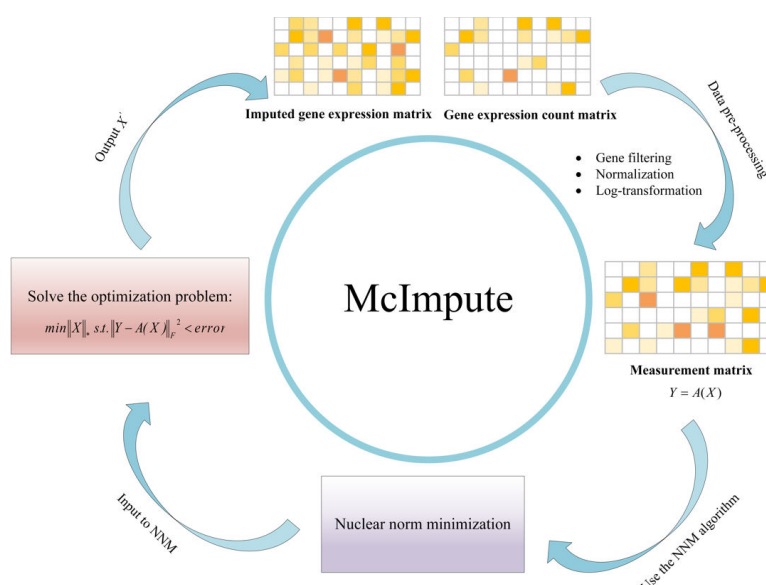 Imputed gene expression matrix
Gene expression count matrix
Data pre-processing
• Gene filtering
• Normalization
• Log-transformation
McImpute
Measurement matrix
Y = A(X)
Use the NNM algorithm
Nuclear norm minimization
Input to NNM
Solve the optimization problem:
min‖X‖* s.t.‖Y − A(X)‖F² < error
Output X'